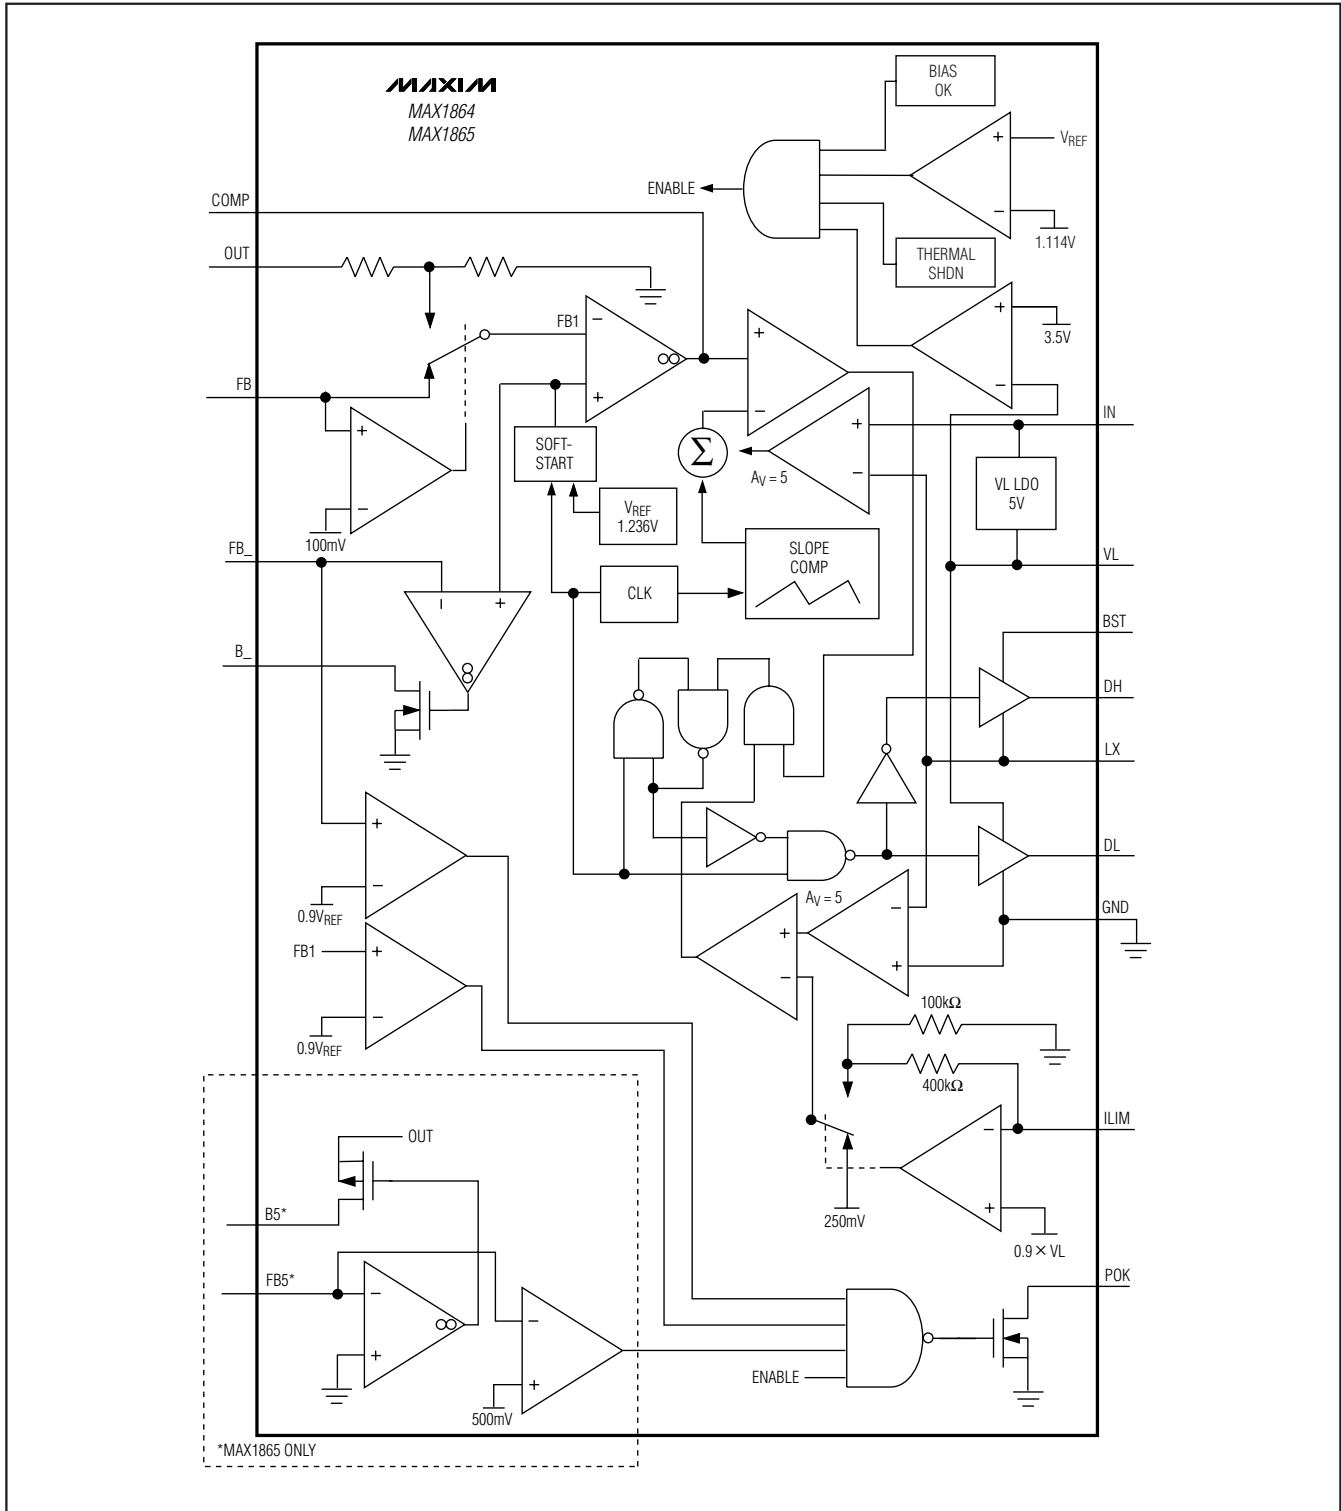 MAXIM
MAX1864
MAX1865
BIAS
OK
+
VREF
ENABLE
−
1.114V
COMP
THERMAL
SHDN
OUT
+
3.5V
FB1
−
∞
+
−
FB
+
+
−
SOFT-
START
Σ
+
−
AV = 5
IN
VL LDO
5V
−
100mV
VREF
1.236V
FB_
SLOPE
COMP
VL
CLK
−
+
∞
BST
B_
DH
LX
+
−
0.9VREF
DL
AV = 5
−
+
GND
FB1
+
−
0.9VREF
+
−
100kΩ
400kΩ
ILIM
−
+
250mV
0.9 × VL
OUT
B5*
FB5*
−
∞
+
−
+
500mV
POK
ENABLE
*MAX1865 ONLY